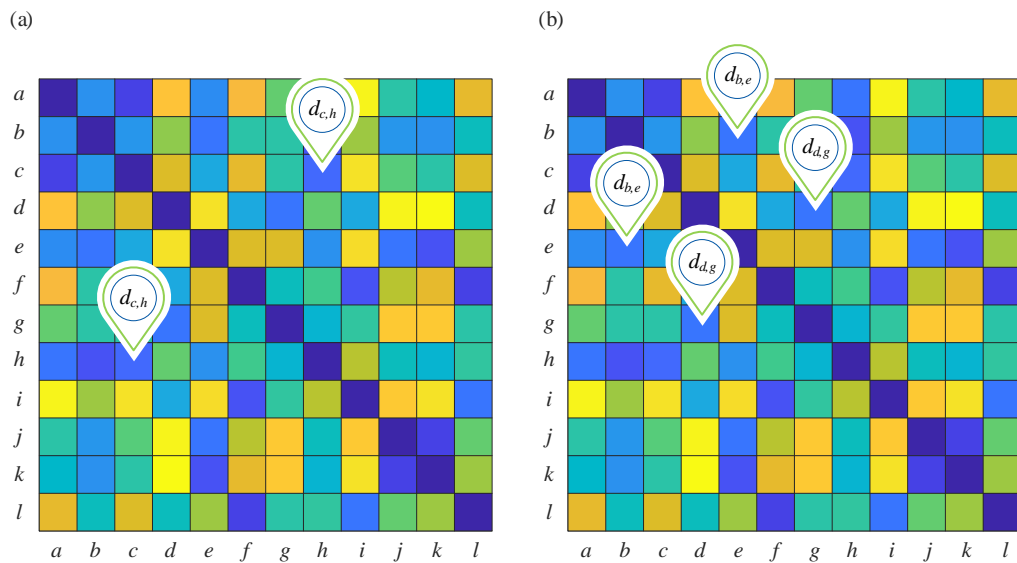 (a)
(b)
a
b
c
d
e
f
g
h
i
j
k
l
a b c d e f g h i j k l
d_{c,h}
d_{c,h}
a
b
c
d
e
f
g
h
i
j
k
l
a b c d e f g h i j k l
d_{b,e}
d_{d,g}
d_{b,e}
d_{d,g}